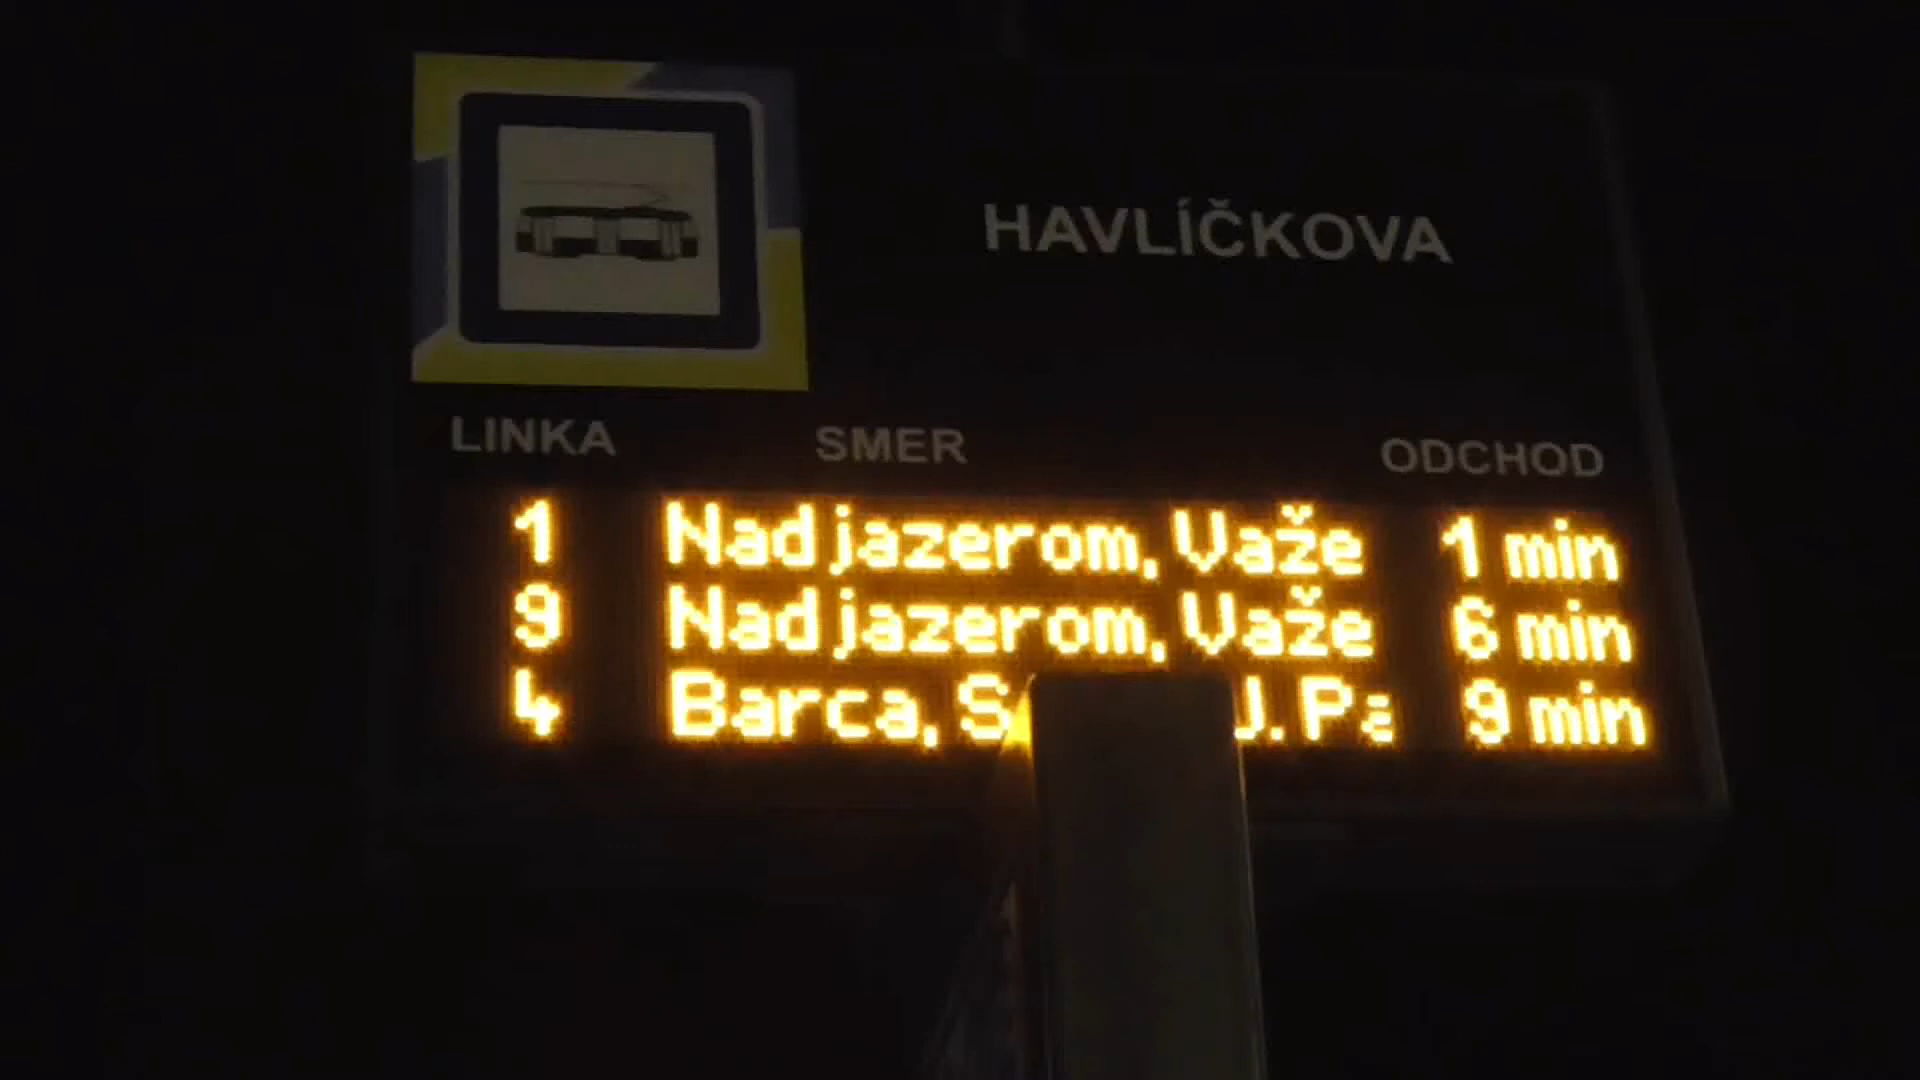 HAVLÍČKOVA
LINKA SMER ODCHOD
1 Nad jazerom, Važe 1 min
9 Nad jazerom, Važe 6 min
4 Barca, J. Pa 9 min